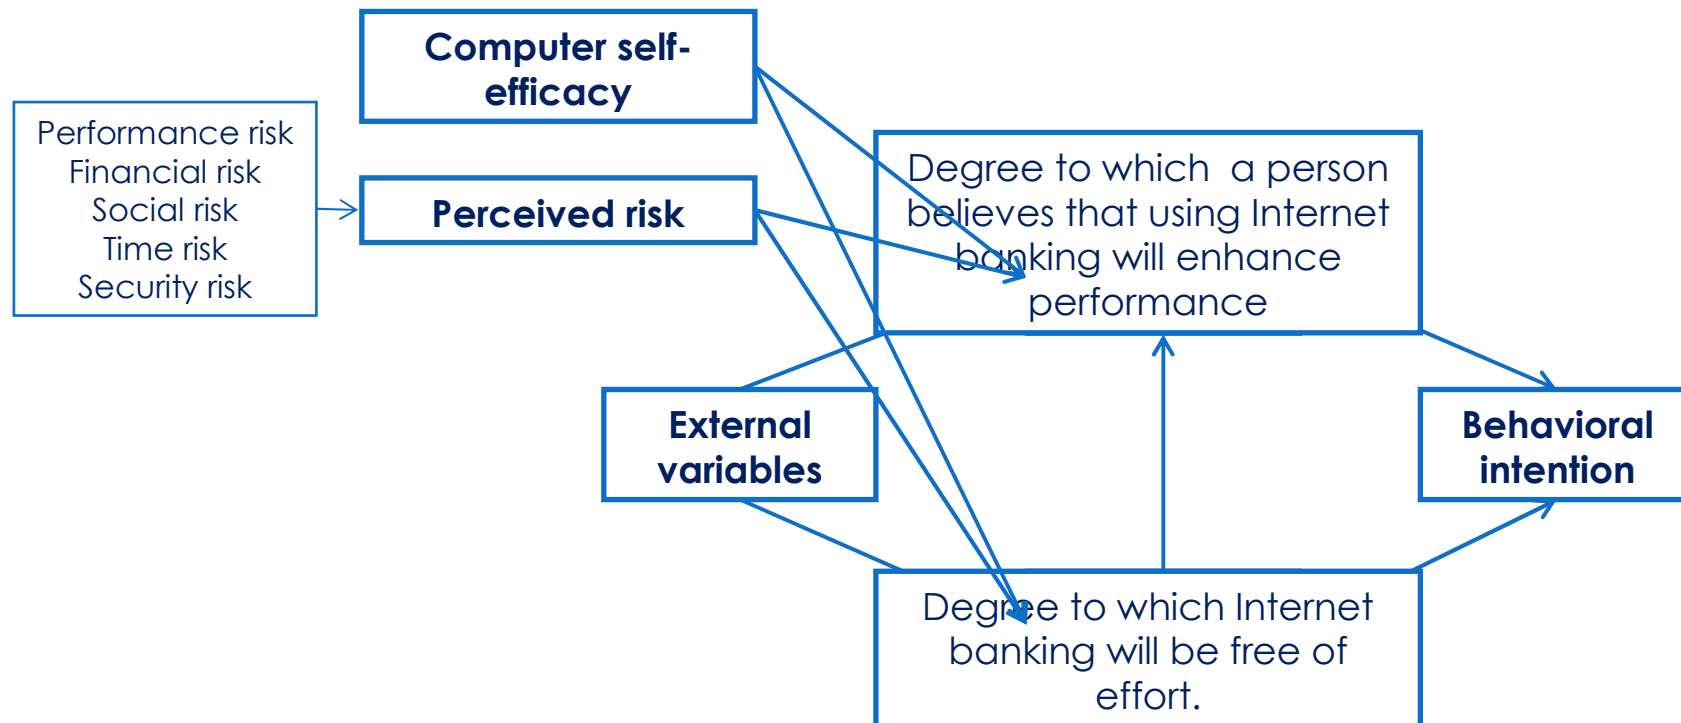 Computer self-
efficacy
Performance risk
Financial risk
Social risk
Time risk
Security risk
Perceived risk
Degree to which  a person
believes that using Internet
banking will enhance
performance
External
variables
Behavioral
intention
Degree to which Internet
banking will be free of
effort.